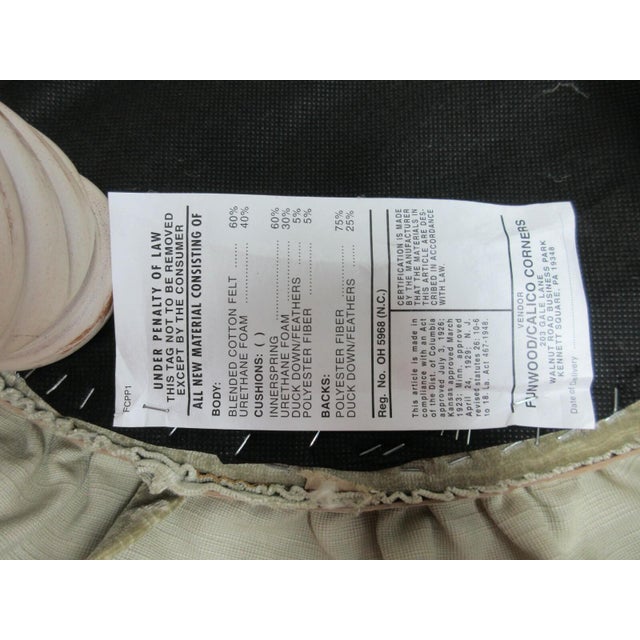 FCPP1
UNDER PENALTY OF LAW
THIS TAG NOT TO BE REMOVED
EXCEPT BY THE CONSUMER
ALL NEW MATERIAL CONSISTING OF
BODY:
BLENDED COTTON FELT 60%
URETHANE FOAM 40%
CUSHIONS: ( )
INNERSPRING 60%
URETHANE FOAM 30%
DUCK DOWN/FEATHERS 5%
POLYESTER FIBER 5%
BACKS:
POLYESTER FIBER 75%
DUCK DOWN/FEATHERS 25%
Reg. No. OH 5968 (N.C.)
This article is made in
compliance with an Act
of the Dist. of Columbia
approved July 3, 1926;
Kansas approved March
1923; Minn. approved
April 24, 1929; N. J.
revised statutes 26: 10-6
to 18. La. Act 467-1948.
CERTIFICATION IS MADE
BY THE MANUFACTURER
THAT THE MATERIALS IN
THIS ARTICLE ARE DES-
CRIBED IN ACCORDANCE
WITH LAW.
VENDOR
FUNWOOD/CALICO CORNERS
203 GALE LANE
WALNUT ROAD BUSINESS PARK
KENNETT SQUARE, PA 19348
Date of Delivery